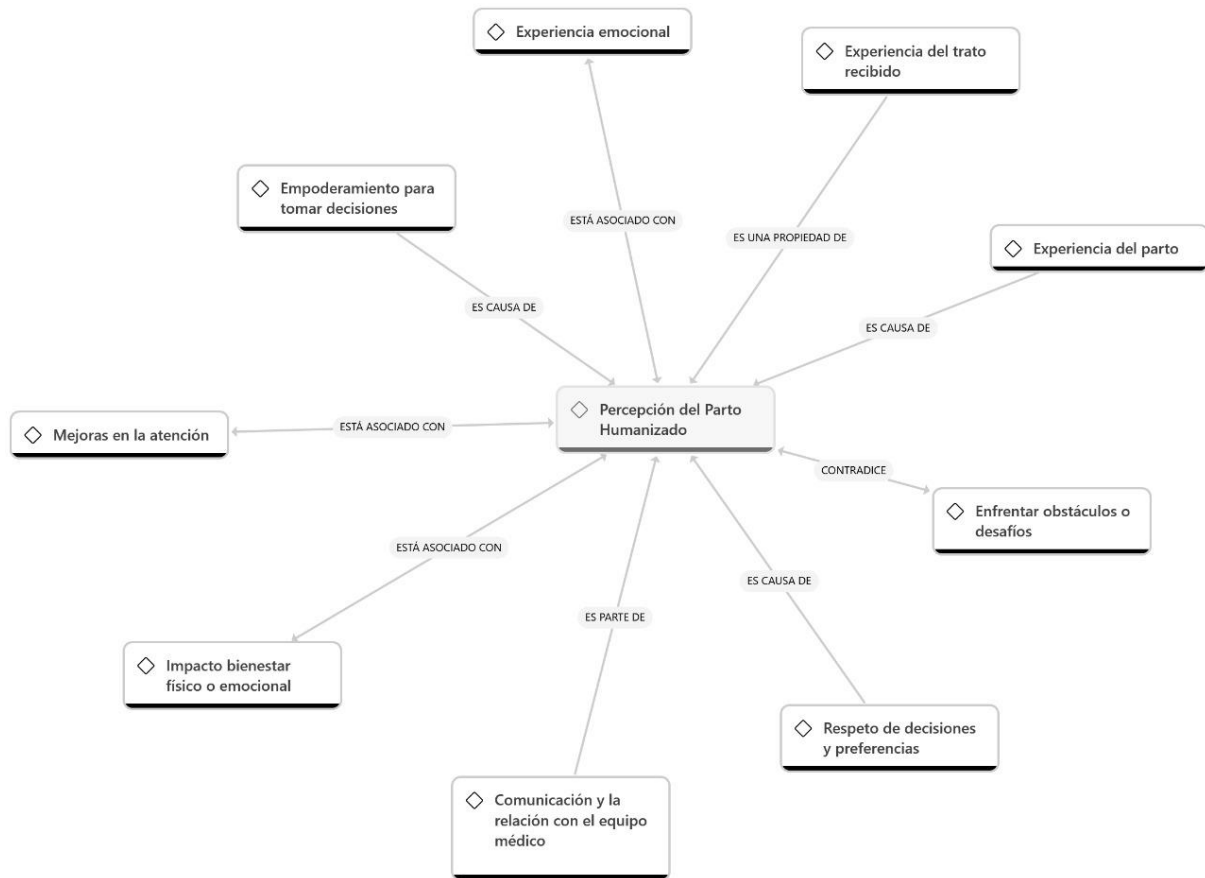 Experiencia emocional
Experiencia del trato
recibido
Empoderamiento para
tomar decisiones
ESTÁ ASOCIADO CON
ES UNA PROPIEDAD DE
Experiencia del parto
ES CAUSA DE
ES CAUSA DE
Percepción del Parto
Humanizado
Mejoras en la atención
ESTÁ ASOCIADO CON
CONTRADICE
Enfrentar obstáculos o
desafíos
ESTÁ ASOCIADO CON
ES CAUSA DE
ES PARTE DE
Impacto bienestar
físico o emocional
Respeto de decisiones
y preferencias
Comunicación y la
relación con el equipo
médico